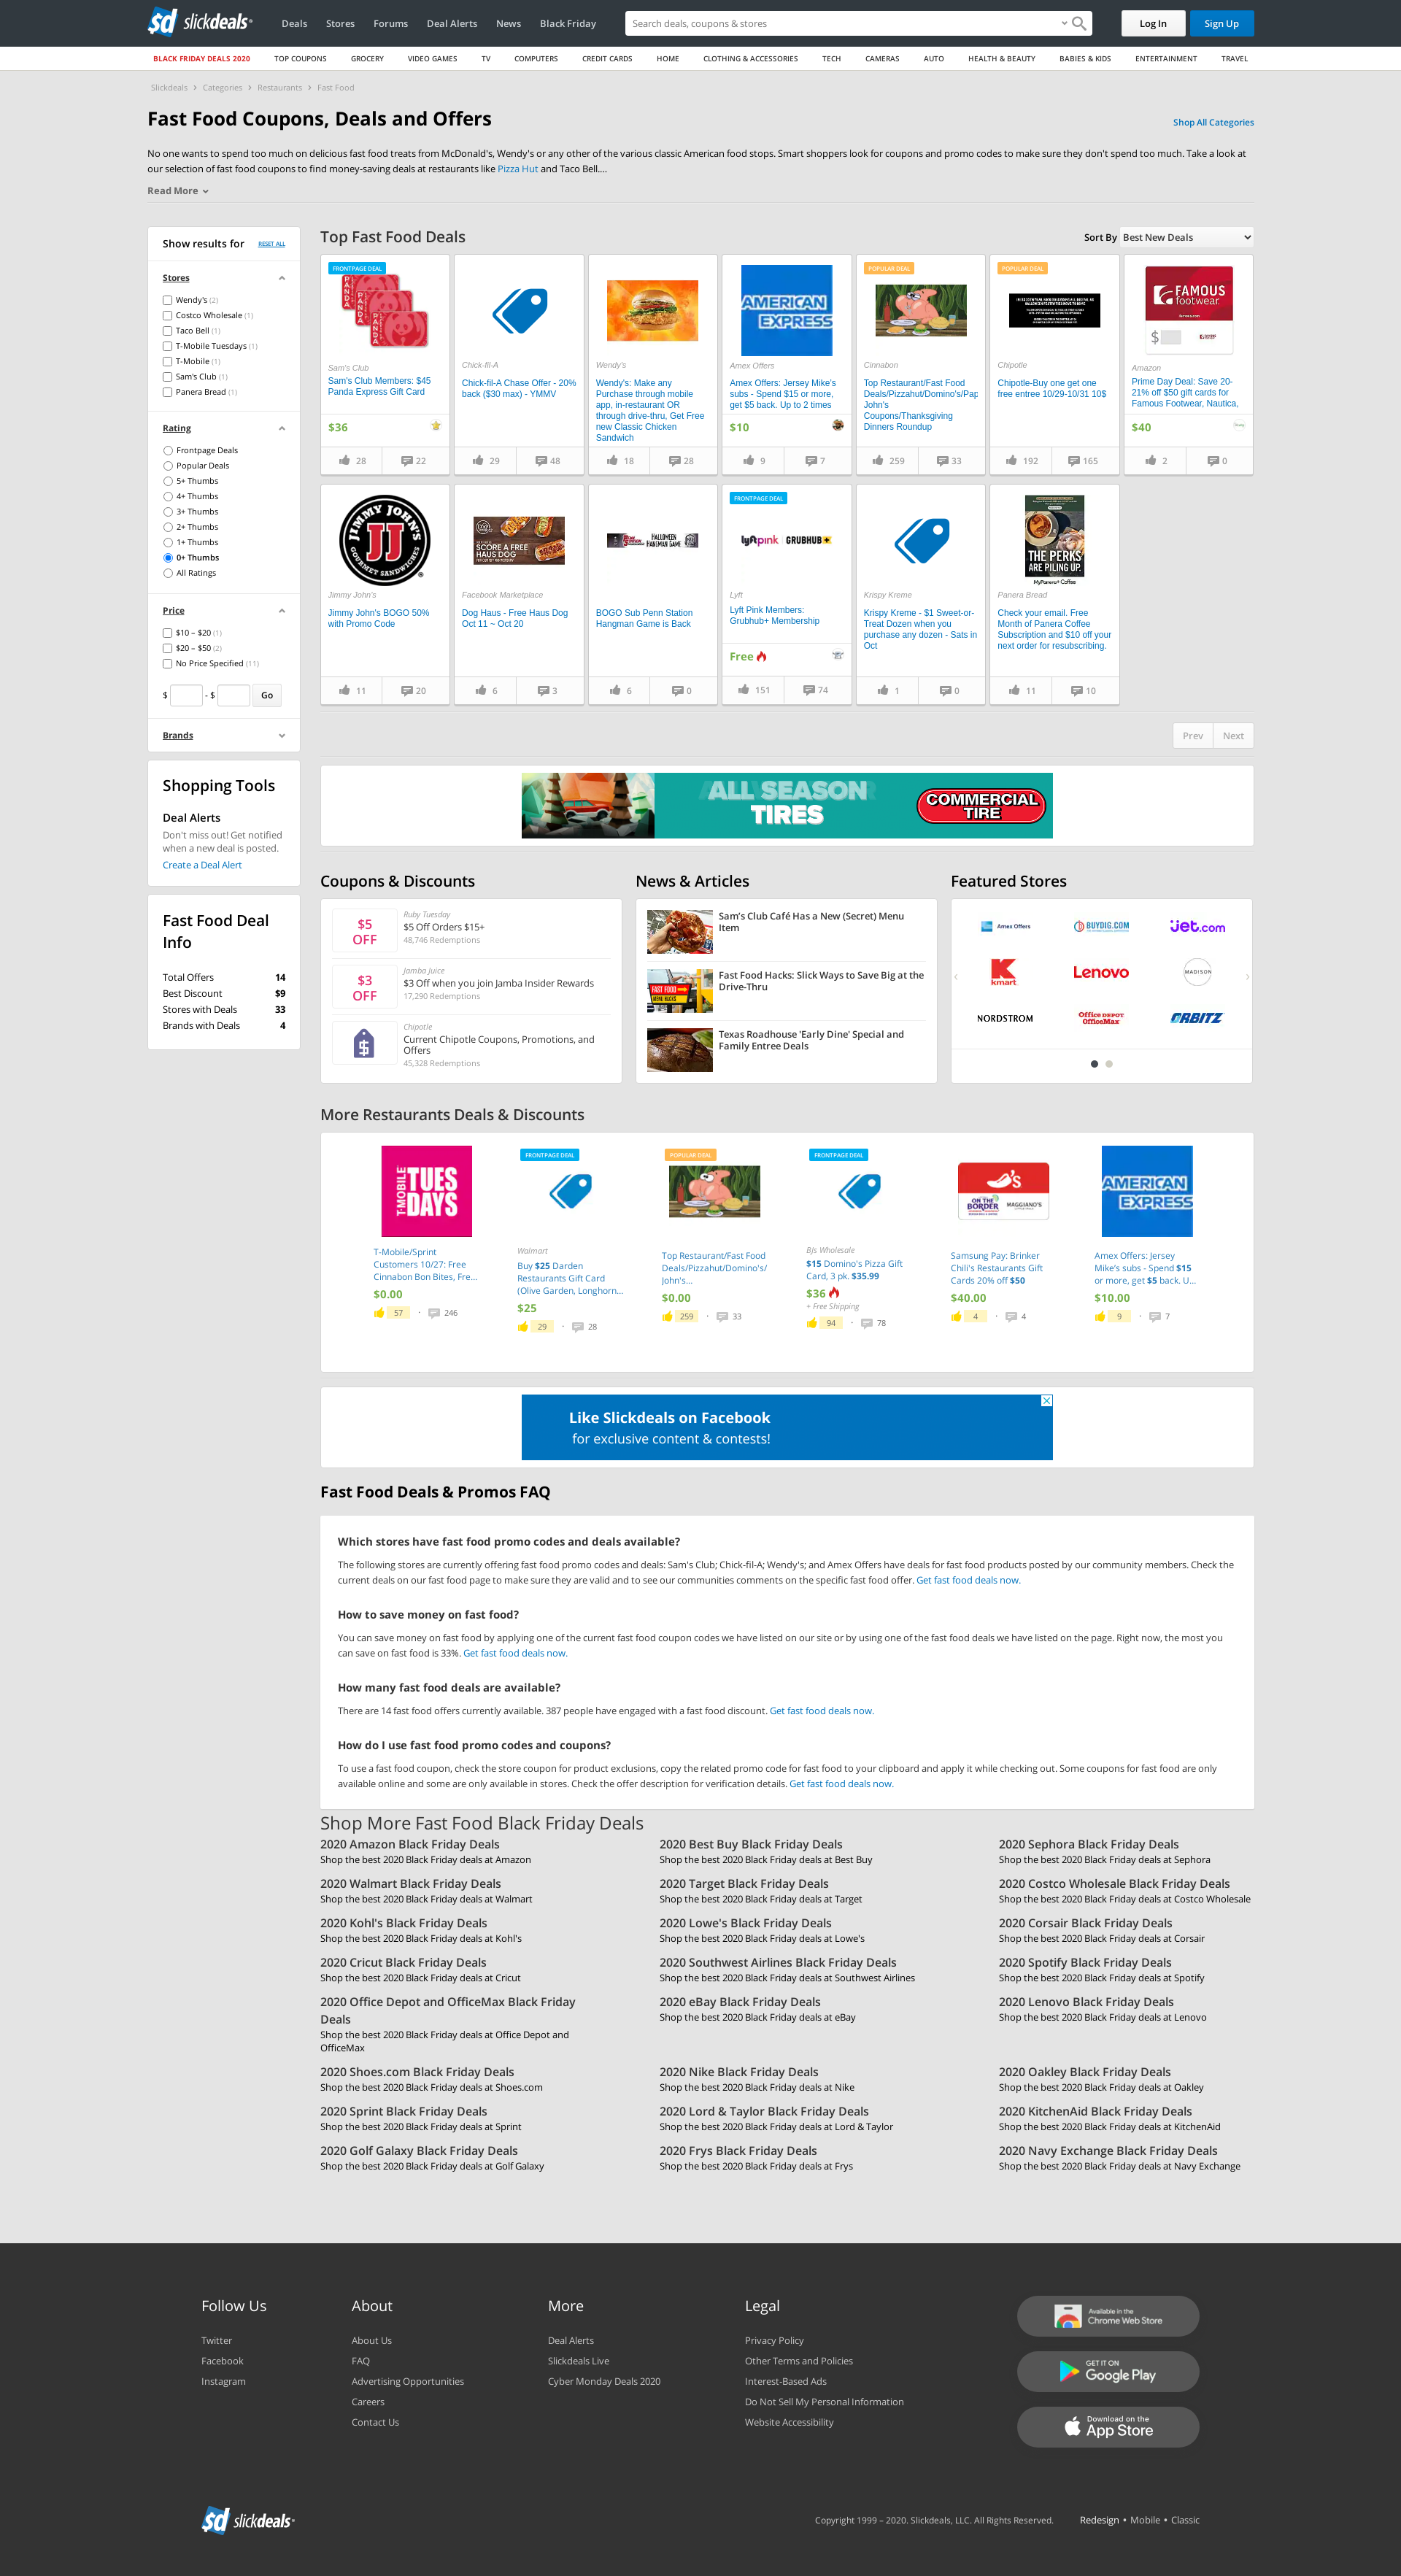 sd slickdeals
Deals Stores Forums Deal Alerts News Black Friday
Search deals, coupons & stores
Log In Sign Up
BLACK FRIDAY DEALS 2020 TOP COUPONS GROCERY VIDEO GAMES TV COMPUTERS CREDIT CARDS HOME CLOTHING & ACCESSORIES TECH CAMERAS AUTO HEALTH & BEAUTY BABIES & KIDS ENTERTAINMENT TRAVEL
Slickdeals › Categories › Restaurants › Fast Food
Fast Food Coupons, Deals and Offers
Shop All Categories
No one wants to spend too much on delicious fast food treats from McDonald's, Wendy's or any other of the various classic American food stops. Smart shoppers look for coupons and promo codes to make sure they don't spend too much. Take a look at
our selection of fast food coupons to find money-saving deals at restaurants like Pizza Hut and Taco Bell....
Read More
Show results for RESET ALL
Stores
Wendy's (2)
Costco Wholesale (1)
Taco Bell (1)
T-Mobile Tuesdays (1)
T-Mobile (1)
Sam's Club (1)
Panera Bread (1)
Rating
Frontpage Deals
Popular Deals
5+ Thumbs
4+ Thumbs
3+ Thumbs
2+ Thumbs
1+ Thumbs
0+ Thumbs
All Ratings
Price
$10 – $20 (1)
$20 – $50 (2)
No Price Specified (11)
$ - $ Go
Brands
Shopping Tools
Deal Alerts
Don't miss out! Get notified
when a new deal is posted.
Create a Deal Alert
Fast Food Deal
Info
Total Offers 14
Best Discount $9
Stores with Deals 33
Brands with Deals 4
Top Fast Food Deals
Sort By Best New Deals
FRONTPAGE DEAL
PANDA
PANDA
PANDA
Sam's Club
Sam's Club Members: $45
Panda Express Gift Card
$36
28 22
Chick-fil-A
Chick-fil-A Chase Offer - 20%
back ($30 max) - YMMV
29 48
Wendy's
Wendy's: Make any
Purchase through mobile
app, in-restaurant OR
through drive-thru, Get Free
new Classic Chicken
Sandwich
18 28
AMERICAN
EXPRESS
Amex Offers
Amex Offers: Jersey Mike's
subs - Spend $15 or more,
get $5 back. Up to 2 times
$10
9 7
POPULAR DEAL
Cinnabon
Top Restaurant/Fast Food
Deals/Pizzahut/Domino's/Pap
John's
Coupons/Thanksgiving
Dinners Roundup
259 33
POPULAR DEAL
Chipotle
Chipotle-Buy one get one
free entree 10/29-10/31 10$
192 165
FAMOUS
footwear.
$
Amazon
Prime Day Deal: Save 20-
21% off $50 gift cards for
Famous Footwear, Nautica,
$40
2 0
JIMMY JOHN'S
JJ
GOURMET SANDWICHES
Jimmy John's
Jimmy John's BOGO 50%
with Promo Code
11 20
SCORE A FREE
HAUS DOG
Facebook Marketplace
Dog Haus - Free Haus Dog
Oct 11 ~ Oct 20
6 3
HALLOWEEN
HANGMAN GAME
BOGO Sub Penn Station
Hangman Game is Back
6 0
FRONTPAGE DEAL
lyft pink GRUBHUB+
Lyft
Lyft Pink Members:
Grubhub+ Membership
Free
151 74
Krispy Kreme
Krispy Kreme - $1 Sweet-or-
Treat Dozen when you
purchase any dozen - Sats in
Oct
1 0
THE PERKS
ARE PILING UP.
MyPanera+ Coffee
Panera Bread
Check your email. Free
Month of Panera Coffee
Subscription and $10 off your
next order for resubscribing.
11 10
Prev Next
ALL SEASON
TIRES
COMMERCIAL
TIRE
Coupons & Discounts
$5
OFF
Ruby Tuesday
$5 Off Orders $15+
48,746 Redemptions
$3
OFF
Jamba Juice
$3 Off when you join Jamba Insider Rewards
17,290 Redemptions
$
Chipotle
Current Chipotle Coupons, Promotions, and
Offers
45,328 Redemptions
News & Articles
Sam's Club Café Has a New (Secret) Menu
Item
FAST FOOD
MENU HACKS
Fast Food Hacks: Slick Ways to Save Big at the
Drive-Thru
Texas Roadhouse 'Early Dine' Special and
Family Entree Deals
Featured Stores
Amex Offers BUYDIG.COM jet.com
K
kmart
Lenovo
MADISON
NORDSTROM
Office DEPOT
OfficeMax
ORBITZ
More Restaurants Deals & Discounts
T-MOBILE
TUES
DAYS
T-Mobile/Sprint
Customers 10/27: Free
Cinnabon Bon Bites, Fre...
$0.00
57 · 246
FRONTPAGE DEAL
Walmart
Buy $25 Darden
Restaurants Gift Card
(Olive Garden, Longhorn...
$25
29 · 28
POPULAR DEAL
Top Restaurant/Fast Food
Deals/Pizzahut/Domino's/
John's...
$0.00
259 · 33
FRONTPAGE DEAL
BJs Wholesale
$15 Domino's Pizza Gift
Card, 3 pk. $35.99
$36
+ Free Shipping
94 · 78
ON THE
BORDER
MAGGIANO'S
Samsung Pay: Brinker
Chili's Restaurants Gift
Cards 20% off $50
$40.00
4 · 4
AMERICAN
EXPRESS
Amex Offers: Jersey
Mike's subs - Spend $15
or more, get $5 back. U...
$10.00
9 · 7
Like Slickdeals on Facebook
for exclusive content & contests!
Fast Food Deals & Promos FAQ
Which stores have fast food promo codes and deals available?
The following stores are currently offering fast food promo codes and deals: Sam's Club; Chick-fil-A; Wendy's; and Amex Offers have deals for fast food products posted by our community members. Check the
current deals on our fast food page to make sure they are valid and to see our communities comments on the specific fast food offer. Get fast food deals now.
How to save money on fast food?
You can save money on fast food by applying one of the current fast food coupon codes we have listed on our site or by using one of the fast food deals we have listed on the page. Right now, the most you
can save on fast food is 33%. Get fast food deals now.
How many fast food deals are available?
There are 14 fast food offers currently available. 387 people have engaged with a fast food discount. Get fast food deals now.
How do I use fast food promo codes and coupons?
To use a fast food coupon, check the store coupon for product exclusions, copy the related promo code for fast food to your clipboard and apply it while checking out. Some coupons for fast food are only
available online and some are only available in stores. Check the offer description for verification details. Get fast food deals now.
Shop More Fast Food Black Friday Deals
2020 Amazon Black Friday Deals
Shop the best 2020 Black Friday deals at Amazon
2020 Best Buy Black Friday Deals
Shop the best 2020 Black Friday deals at Best Buy
2020 Sephora Black Friday Deals
Shop the best 2020 Black Friday deals at Sephora
2020 Walmart Black Friday Deals
Shop the best 2020 Black Friday deals at Walmart
2020 Target Black Friday Deals
Shop the best 2020 Black Friday deals at Target
2020 Costco Wholesale Black Friday Deals
Shop the best 2020 Black Friday deals at Costco Wholesale
2020 Kohl's Black Friday Deals
Shop the best 2020 Black Friday deals at Kohl's
2020 Lowe's Black Friday Deals
Shop the best 2020 Black Friday deals at Lowe's
2020 Corsair Black Friday Deals
Shop the best 2020 Black Friday deals at Corsair
2020 Cricut Black Friday Deals
Shop the best 2020 Black Friday deals at Cricut
2020 Southwest Airlines Black Friday Deals
Shop the best 2020 Black Friday deals at Southwest Airlines
2020 Spotify Black Friday Deals
Shop the best 2020 Black Friday deals at Spotify
2020 Office Depot and OfficeMax Black Friday
Deals
Shop the best 2020 Black Friday deals at Office Depot and
OfficeMax
2020 eBay Black Friday Deals
Shop the best 2020 Black Friday deals at eBay
2020 Lenovo Black Friday Deals
Shop the best 2020 Black Friday deals at Lenovo
2020 Shoes.com Black Friday Deals
Shop the best 2020 Black Friday deals at Shoes.com
2020 Nike Black Friday Deals
Shop the best 2020 Black Friday deals at Nike
2020 Oakley Black Friday Deals
Shop the best 2020 Black Friday deals at Oakley
2020 Sprint Black Friday Deals
Shop the best 2020 Black Friday deals at Sprint
2020 Lord & Taylor Black Friday Deals
Shop the best 2020 Black Friday deals at Lord & Taylor
2020 KitchenAid Black Friday Deals
Shop the best 2020 Black Friday deals at KitchenAid
2020 Golf Galaxy Black Friday Deals
Shop the best 2020 Black Friday deals at Golf Galaxy
2020 Frys Black Friday Deals
Shop the best 2020 Black Friday deals at Frys
2020 Navy Exchange Black Friday Deals
Shop the best 2020 Black Friday deals at Navy Exchange
Follow Us
Twitter
Facebook
Instagram
About
About Us
FAQ
Advertising Opportunities
Careers
Contact Us
More
Deal Alerts
Slickdeals Live
Cyber Monday Deals 2020
Legal
Privacy Policy
Other Terms and Policies
Interest-Based Ads
Do Not Sell My Personal Information
Website Accessibility
Available in the
Chrome Web Store
GET IT ON
Google Play
Download on the
App Store
sd slickdeals
Copyright 1999 – 2020. Slickdeals, LLC. All Rights Reserved. Redesign • Mobile • Classic